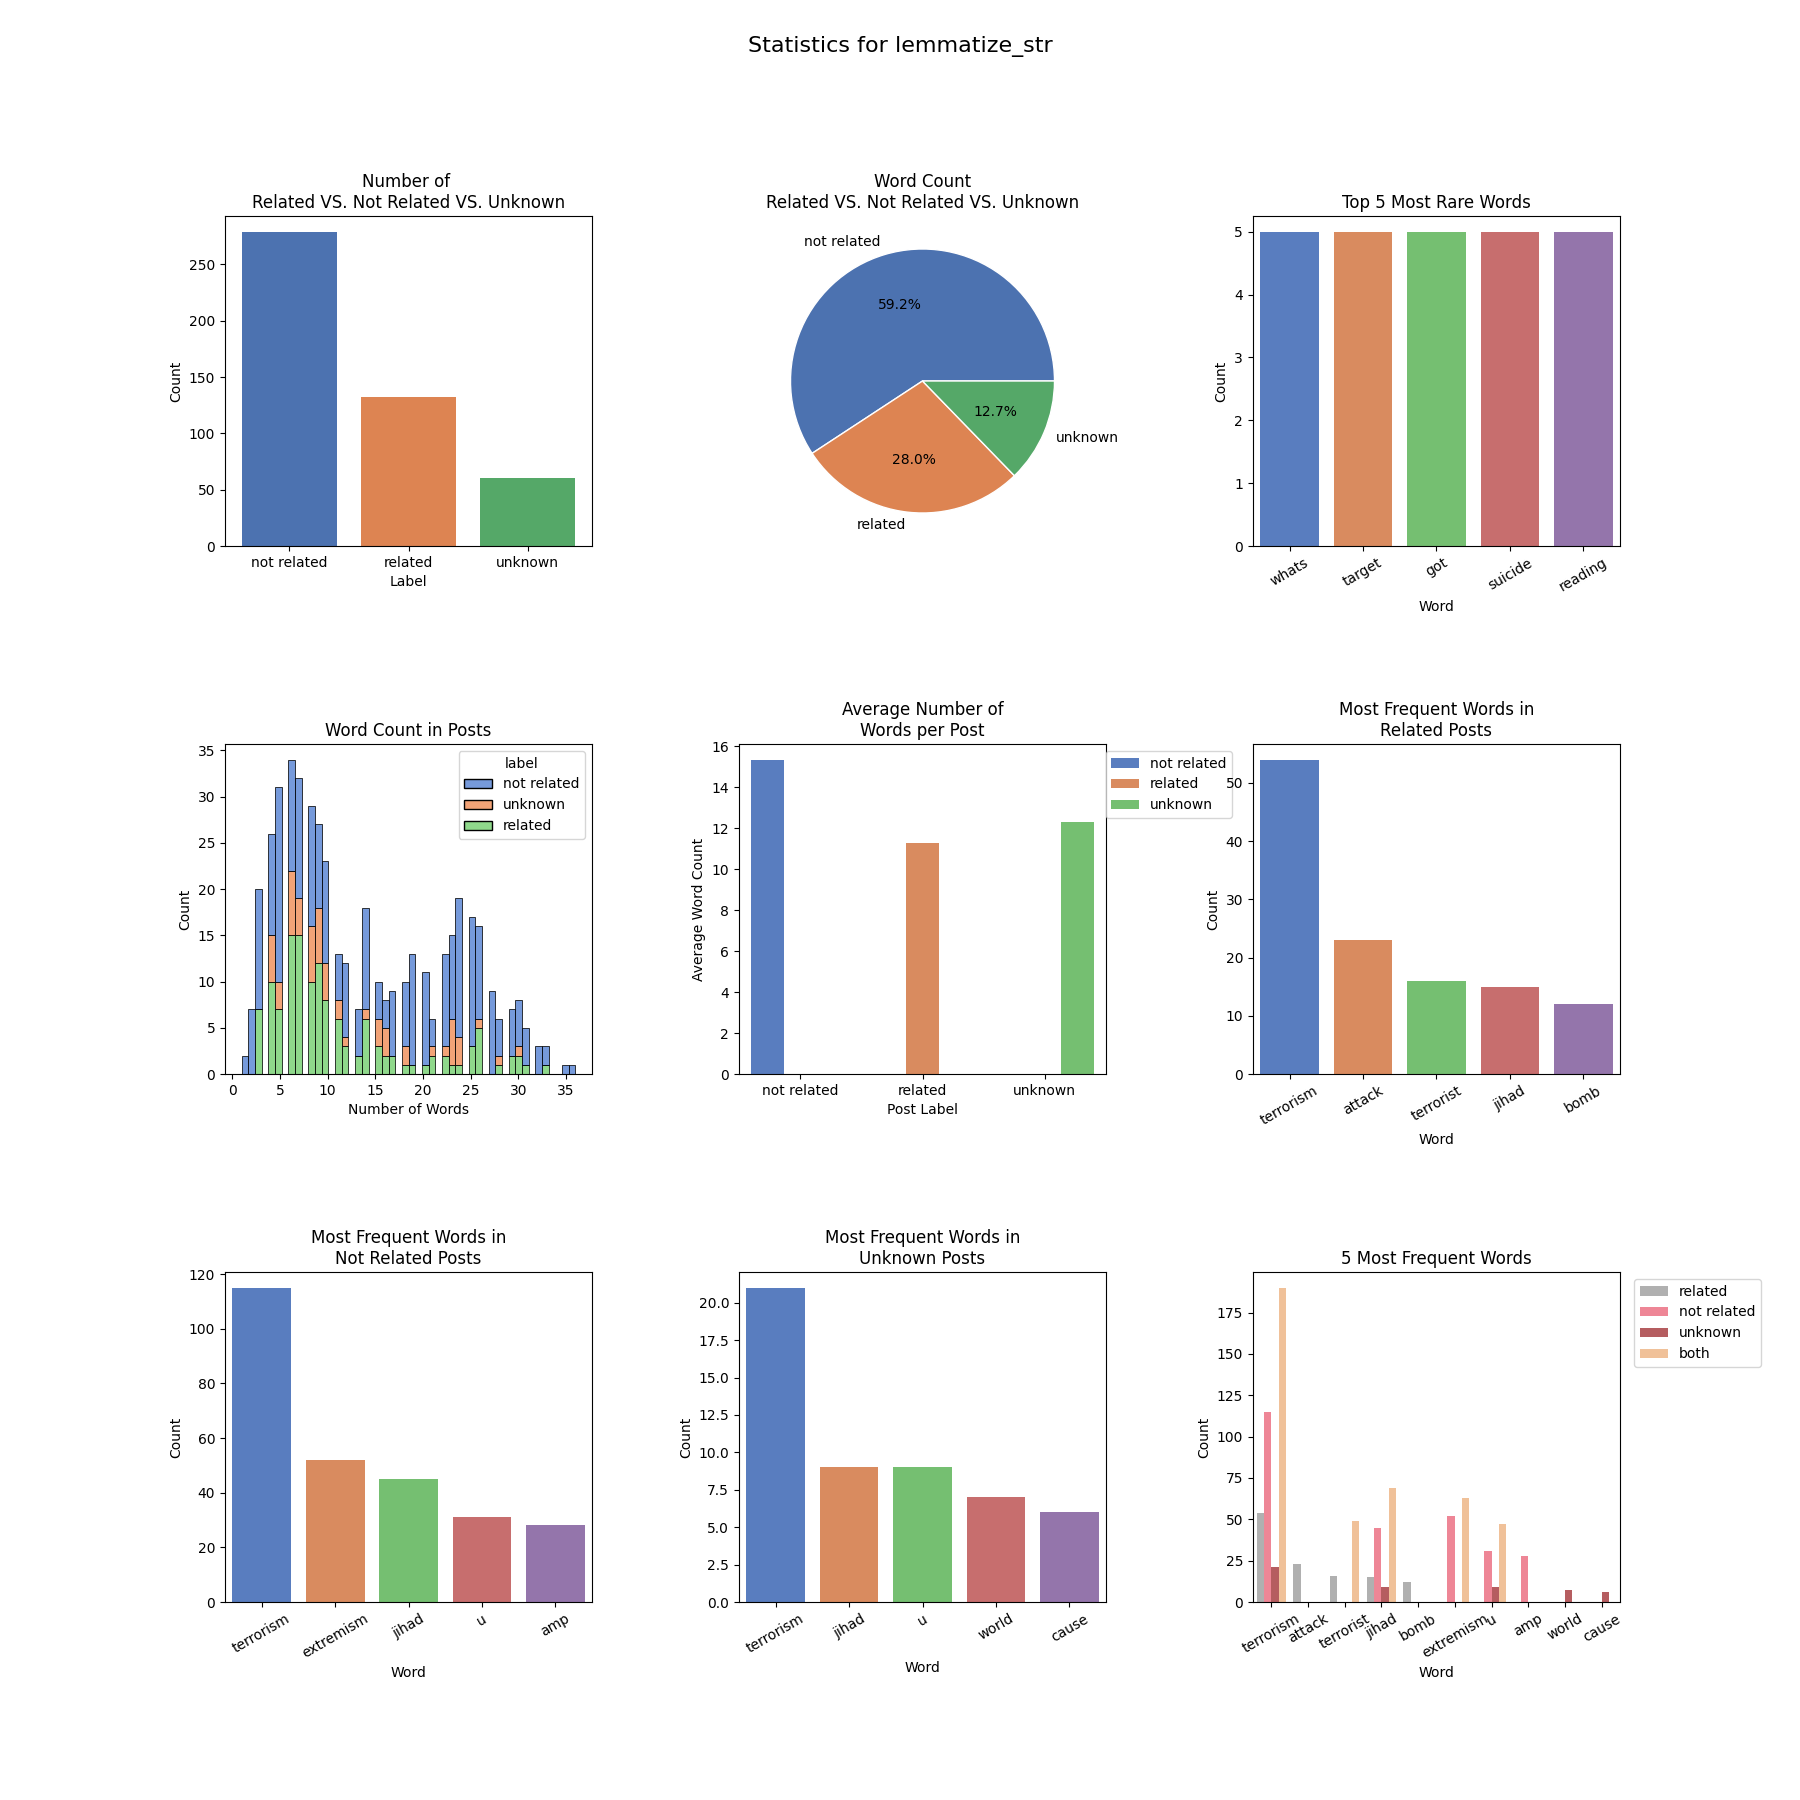 Statistics for lemmatize_str
Number of
Related VS. Not Related VS. Unknown
250
200
150
100
50
0
Count
not related
related
unknown
Label
Word Count
Related VS. Not Related VS. Unknown
not related
59.2%
12.7%
unknown
28.0%
related
Top 5 Most Rare Words
5
4
3
2
1
0
Count
whats
target
got
suicide
reading
Word
Word Count in Posts
35
30
25
20
15
10
5
0
Count
label
not related
unknown
related
0
5
10
15
20
25
30
35
Number of Words
Average Number of
Words per Post
16
14
12
10
8
6
4
2
0
Average Word Count
not related
related
unknown
not related
related
unknown
Post Label
Most Frequent Words in
Related Posts
50
40
30
20
10
0
Count
terrorism
attack
terrorist
jihad
bomb
Word
Most Frequent Words in
Not Related Posts
120
100
80
60
40
20
0
Count
terrorism
extremism
jihad
u
amp
Word
Most Frequent Words in
Unknown Posts
20.0
17.5
15.0
12.5
10.0
7.5
5.0
2.5
0.0
Count
terrorism
jihad
u
world
cause
Word
5 Most Frequent Words
175
150
125
100
75
50
25
0
Count
related
not related
unknown
both
terrorism
attack
terrorist
jihad
bomb
extremism
u
amp
world
cause
Word